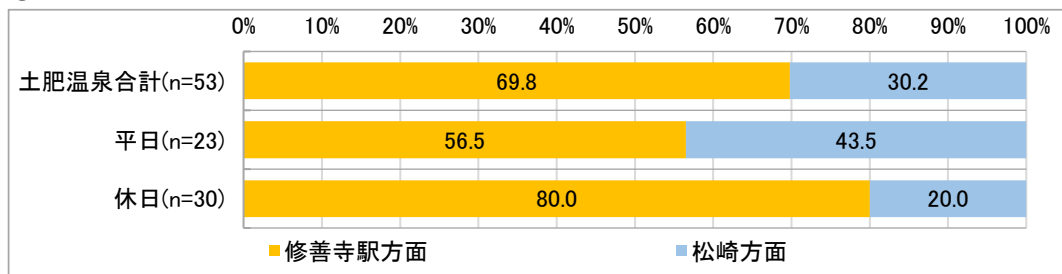 0% 10% 20% 30% 40% 50% 60% 70% 80% 90% 100%
土肥温泉合計(n=53) 69.8 30.2
平日(n=23) 56.5 43.5
休日(n=30) 80.0 20.0
修善寺駅方面 松崎方面